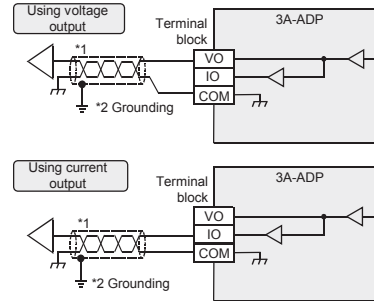 Using voltage
output
Terminal
block
3A-ADP
*1
VO
IO
COM
*2 Grounding
Using current
output
Terminal
block
3A-ADP
*1
VO
IO
COM
*2 Grounding